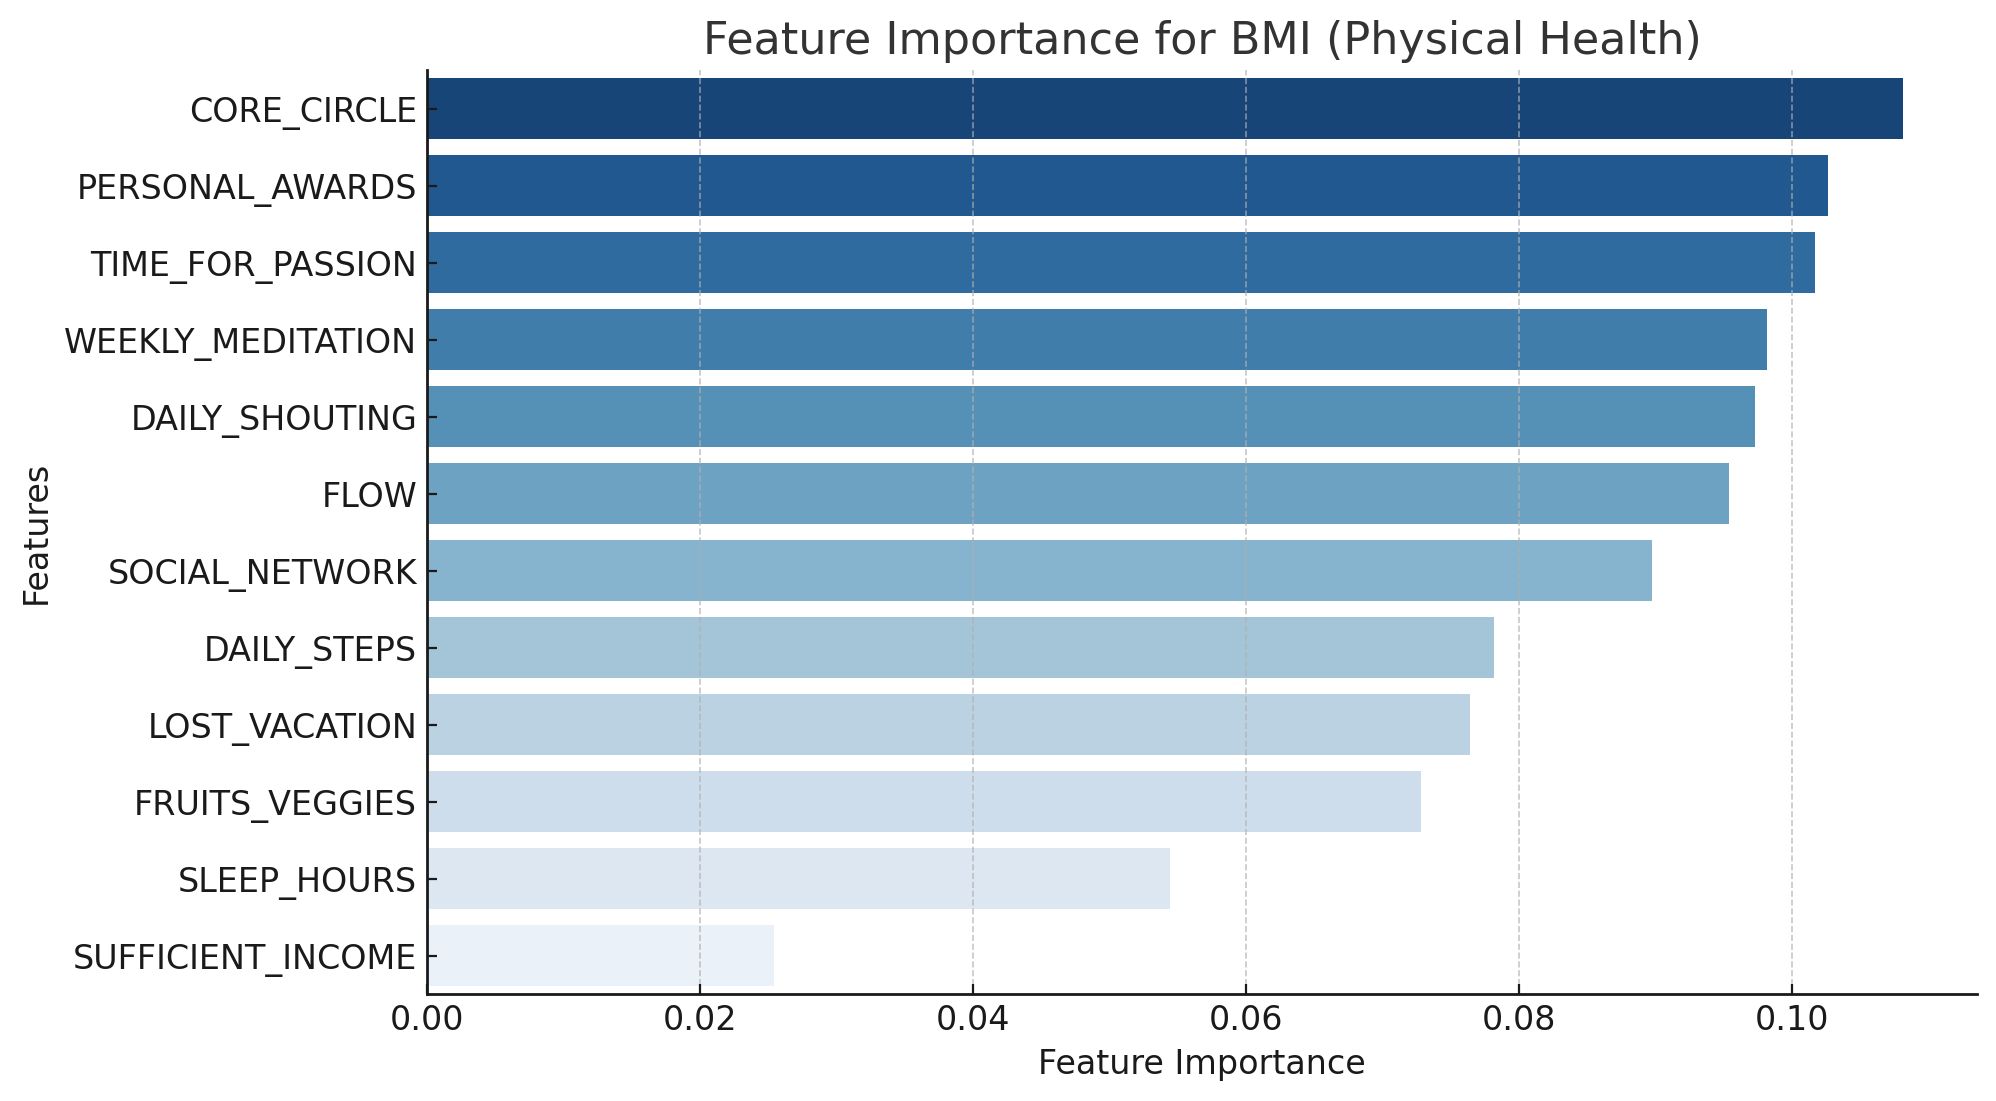 Feature Importance for BMI (Physical Health)
CORE_CIRCLE
PERSONAL_AWARDS
TIME_FOR_PASSION
WEEKLY_MEDITATION
DAILY_SHOUTING
FLOW
SOCIAL_NETWORK
DAILY_STEPS
LOST_VACATION
FRUITS_VEGGIES
SLEEP_HOURS
SUFFICIENT_INCOME
Features
0.00 0.02 0.04 0.06 0.08 0.10
Feature Importance